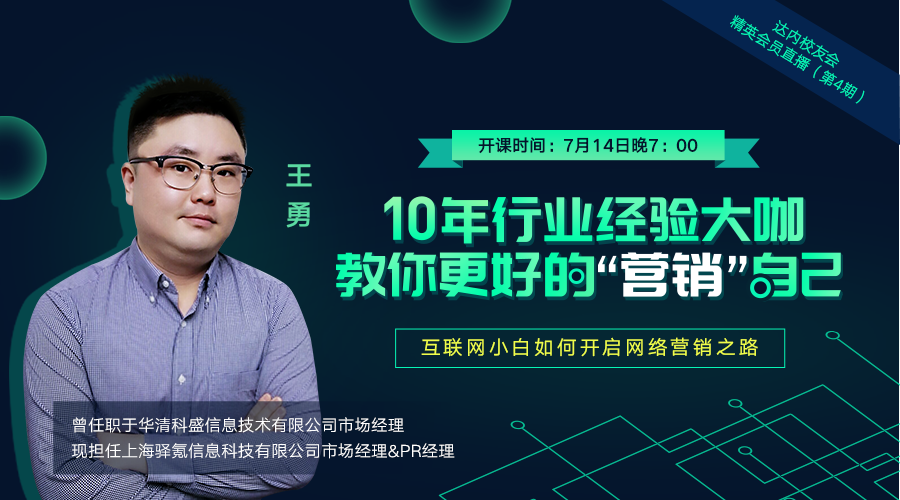 达内校友会
精英会员直播（第4期）
开课时间：7月14日晚7：00
王勇
10年行业经验大咖
教你更好的“营销”自己
互联网小白如何开启网络营销之路
曾任职于华清科盛信息技术有限公司市场经理
现担任上海驿氪信息科技有限公司市场经理&PR经理